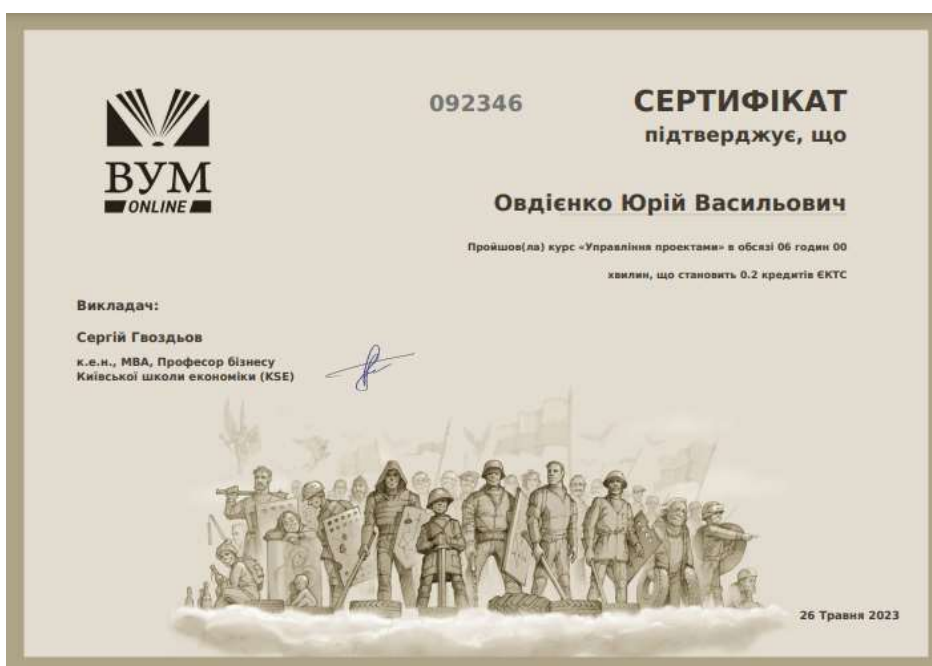 ВУМ
ONLINE
092346
СЕРТИФІКАТ
підтверджує, що
Овдієнко Юрій Васильович
Пройшов(ла) курс «Управління проектами» в обсязі 06 годин 00
хвилин, що становить 0.2 кредитів ЄКТС
Викладач:
Сергій Гвоздьов
к.е.н., MBA, Професор бізнесу
Київської школи економіки (KSE)
26 Травня 2023